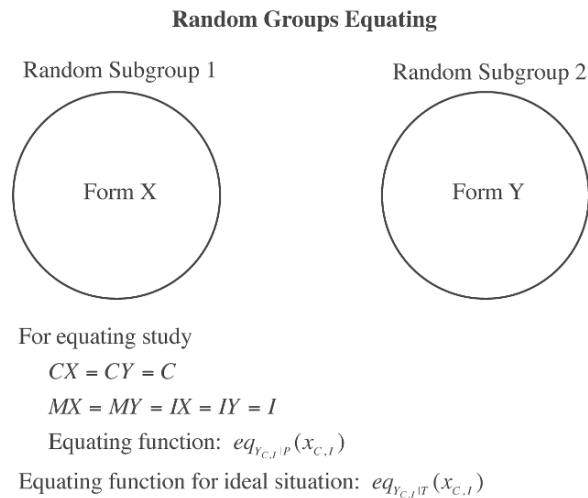 Random Groups Equating
Random Subgroup 1
Random Subgroup 2
Form X
Form Y
For equating study
CX = CY = C
MX = MY = IX = IY = I
Equating function: eq_{Y_{C,I}|P}(x_{C,I})
Equating function for ideal situation: eq_{Y_{C,I}|T}(x_{C,I})